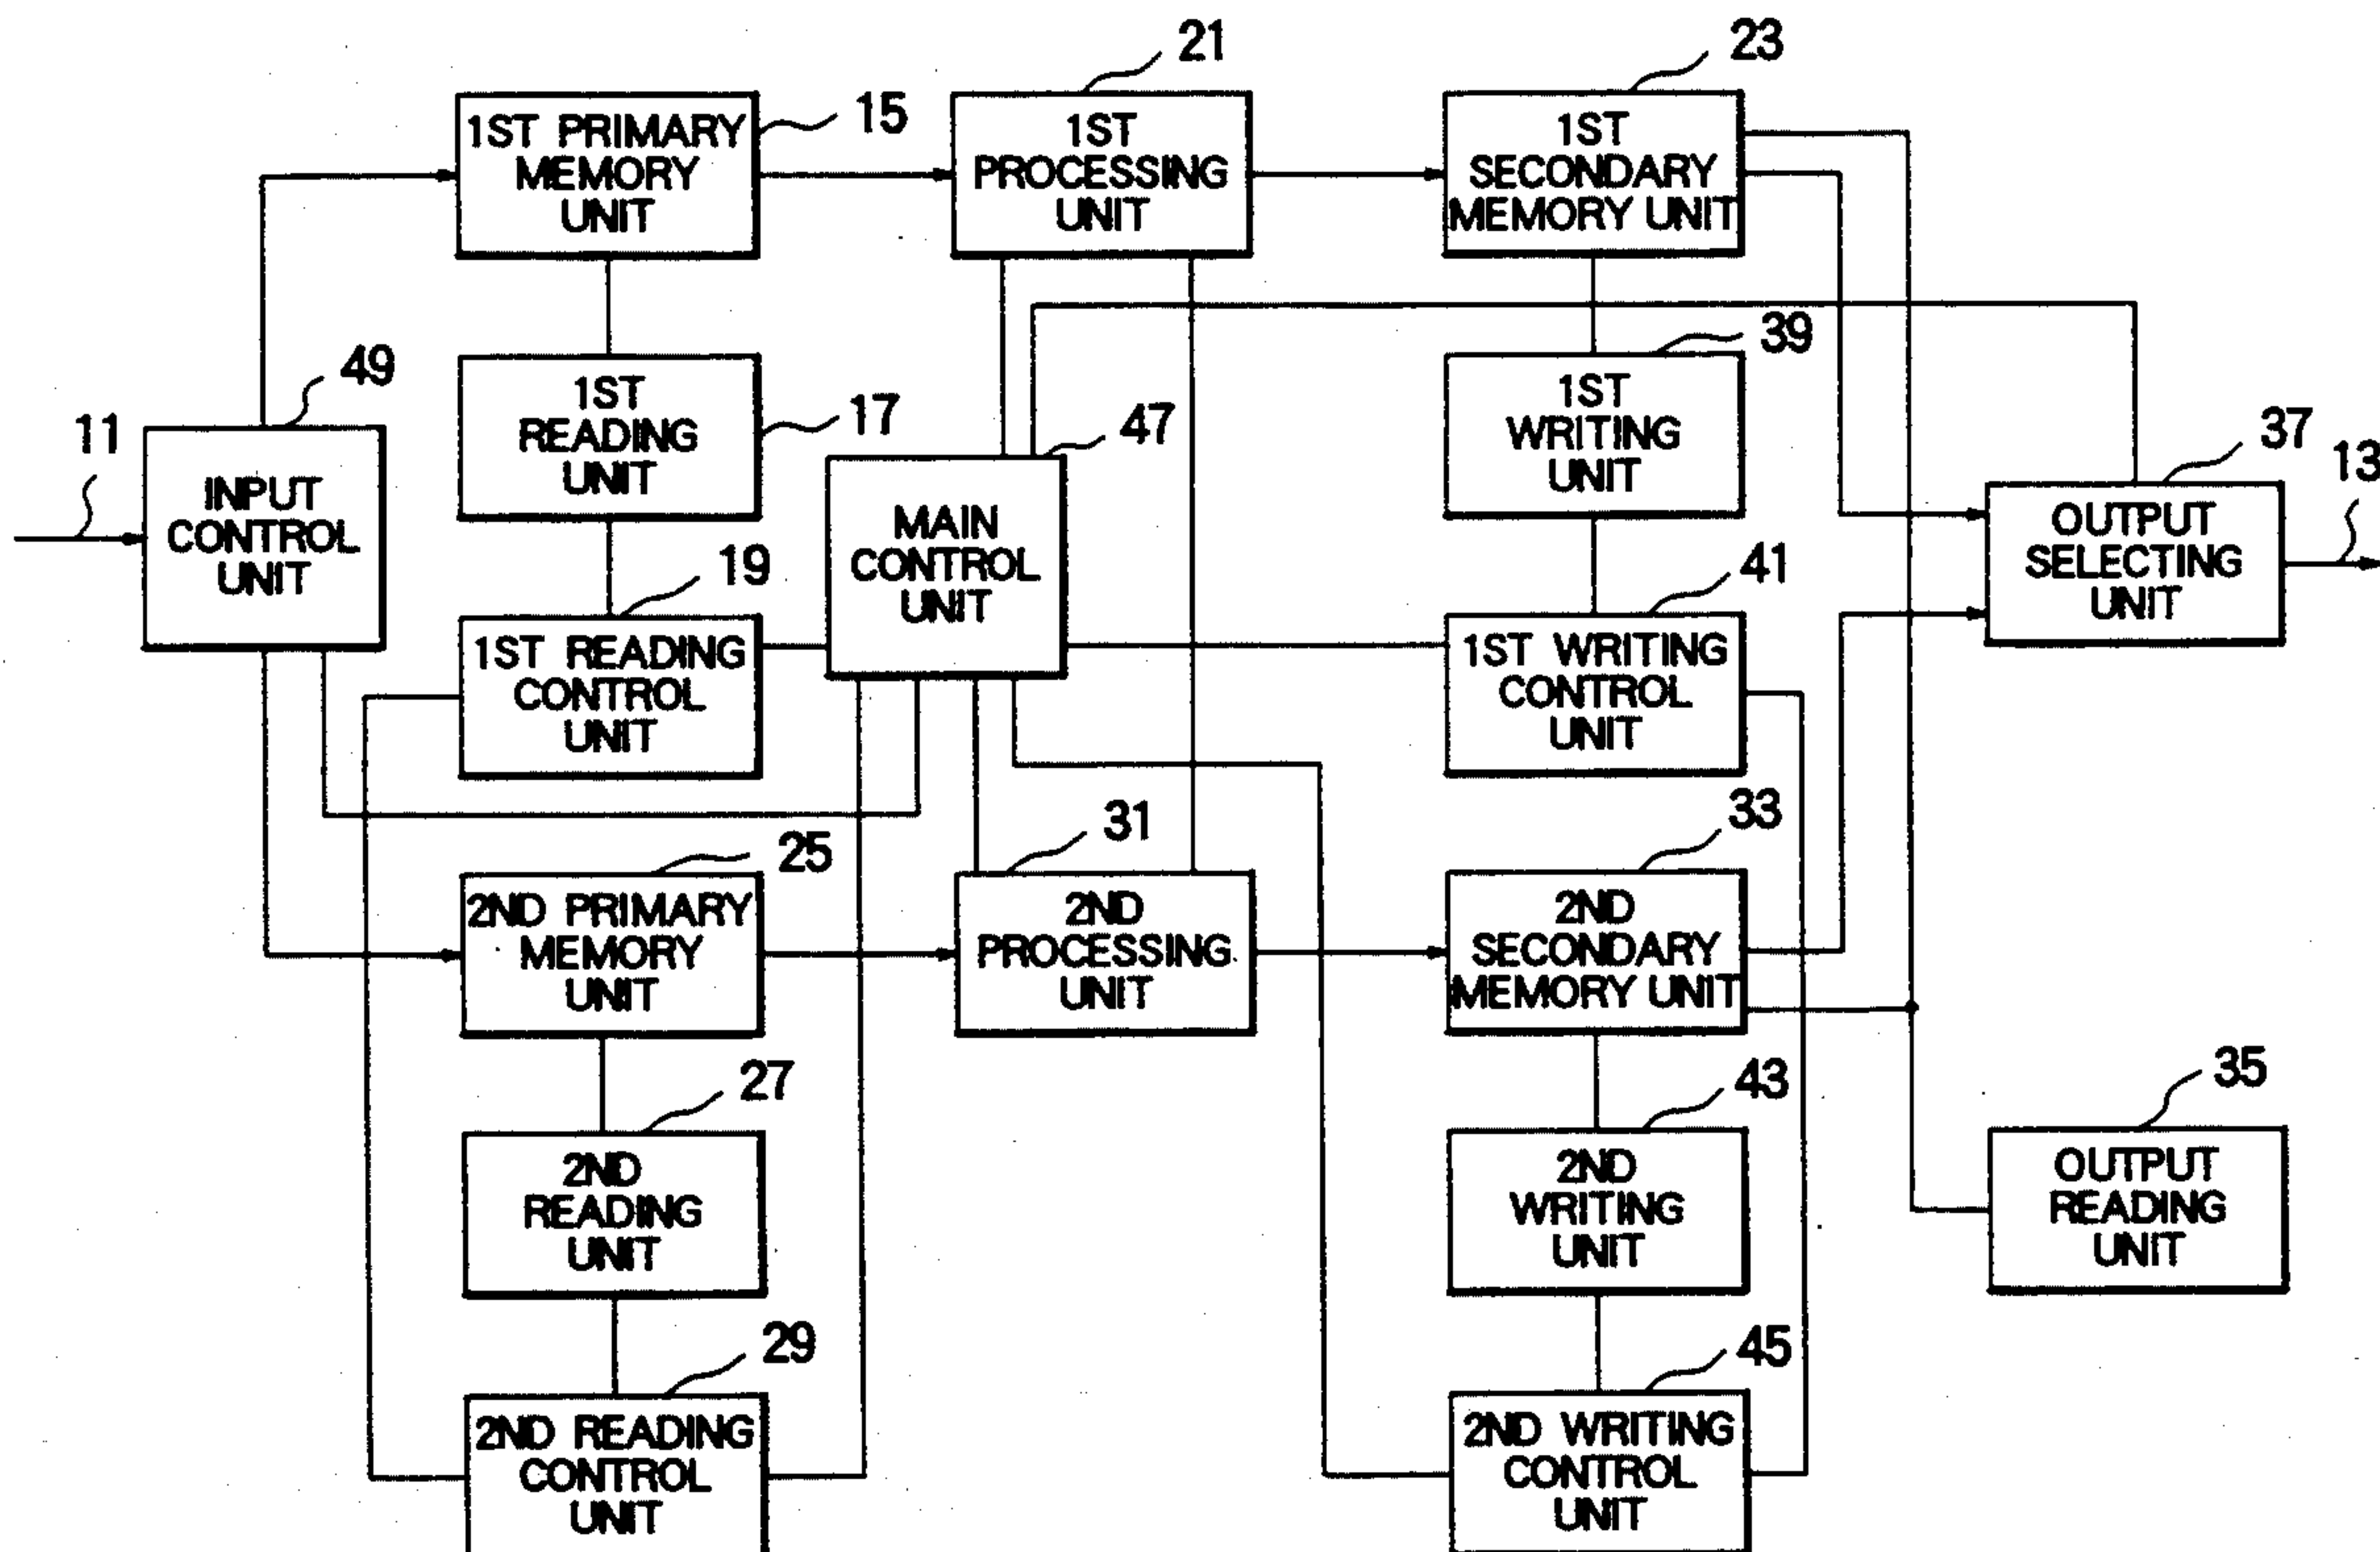 21
23
15
1ST PRIMARY
MEMORY
UNIT
1ST
PROCESSING
UNIT
1ST
SECONDARY
MEMORY UNIT
49
39
11
1ST
READING
UNIT
17
47
1ST
WRITING
UNIT
37
13
INPUT
CONTROL
UNIT
MAIN
CONTROL
UNIT
OUTPUT
SELECTING
UNIT
19
41
1ST READING
CONTROL
UNIT
1ST WRITING
CONTROL
UNIT
25
31
33
2ND PRIMARY
MEMORY
UNIT
2ND
PROCESSING
UNIT
2ND
SECONDARY
MEMORY UNIT
27
43
35
2ND
READING
UNIT
2ND
WRITING
UNIT
OUTPUT
READING
UNIT
29
45
2ND READING
CONTROL
UNIT
2ND WRITING
CONTROL
UNIT